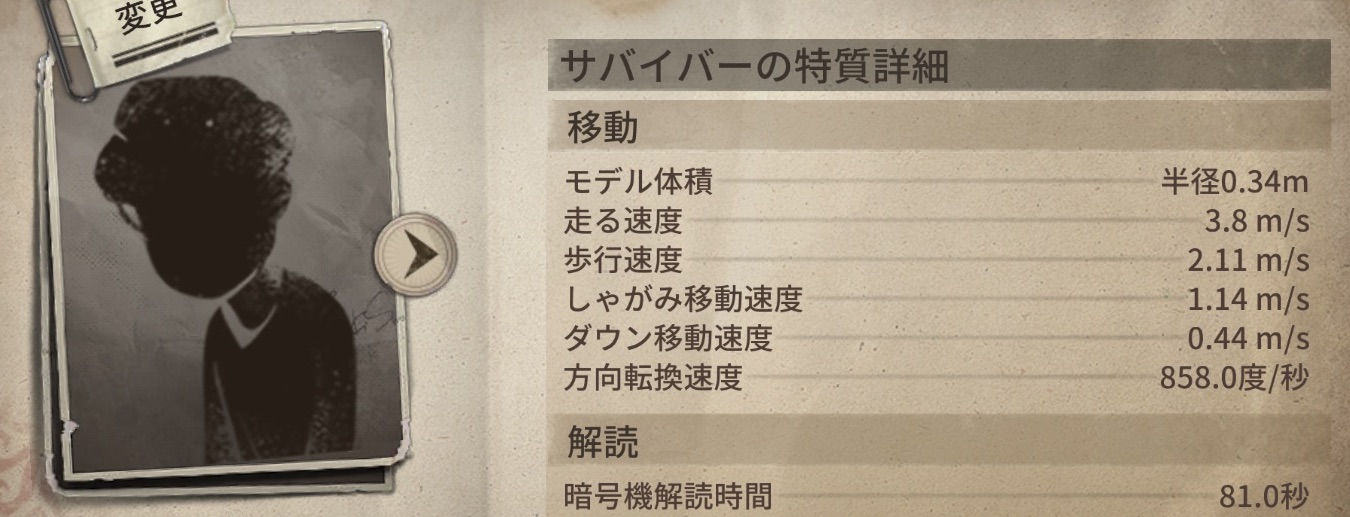 変更
サバイバーの特質詳細
移動
モデル体積 半径0.34m
走る速度 3.8 m/s
歩行速度 2.11 m/s
しゃがみ移動速度 1.14 m/s
ダウン移動速度 0.44 m/s
方向転換速度 858.0度/秒
解読
暗号機解読時間 81.0秒